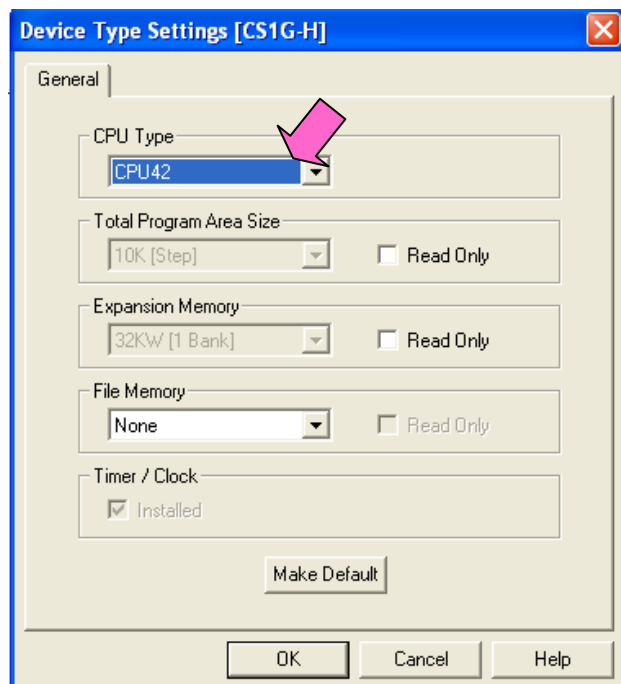 Device Type Settings [CS1G-H]
General
CPU Type
CPU42
Total Program Area Size
10K [Step]
Read Only
Expansion Memory
32KW [1 Bank]
Read Only
File Memory
None
Read Only
Timer / Clock
Installed
Make Default
OK
Cancel
Help